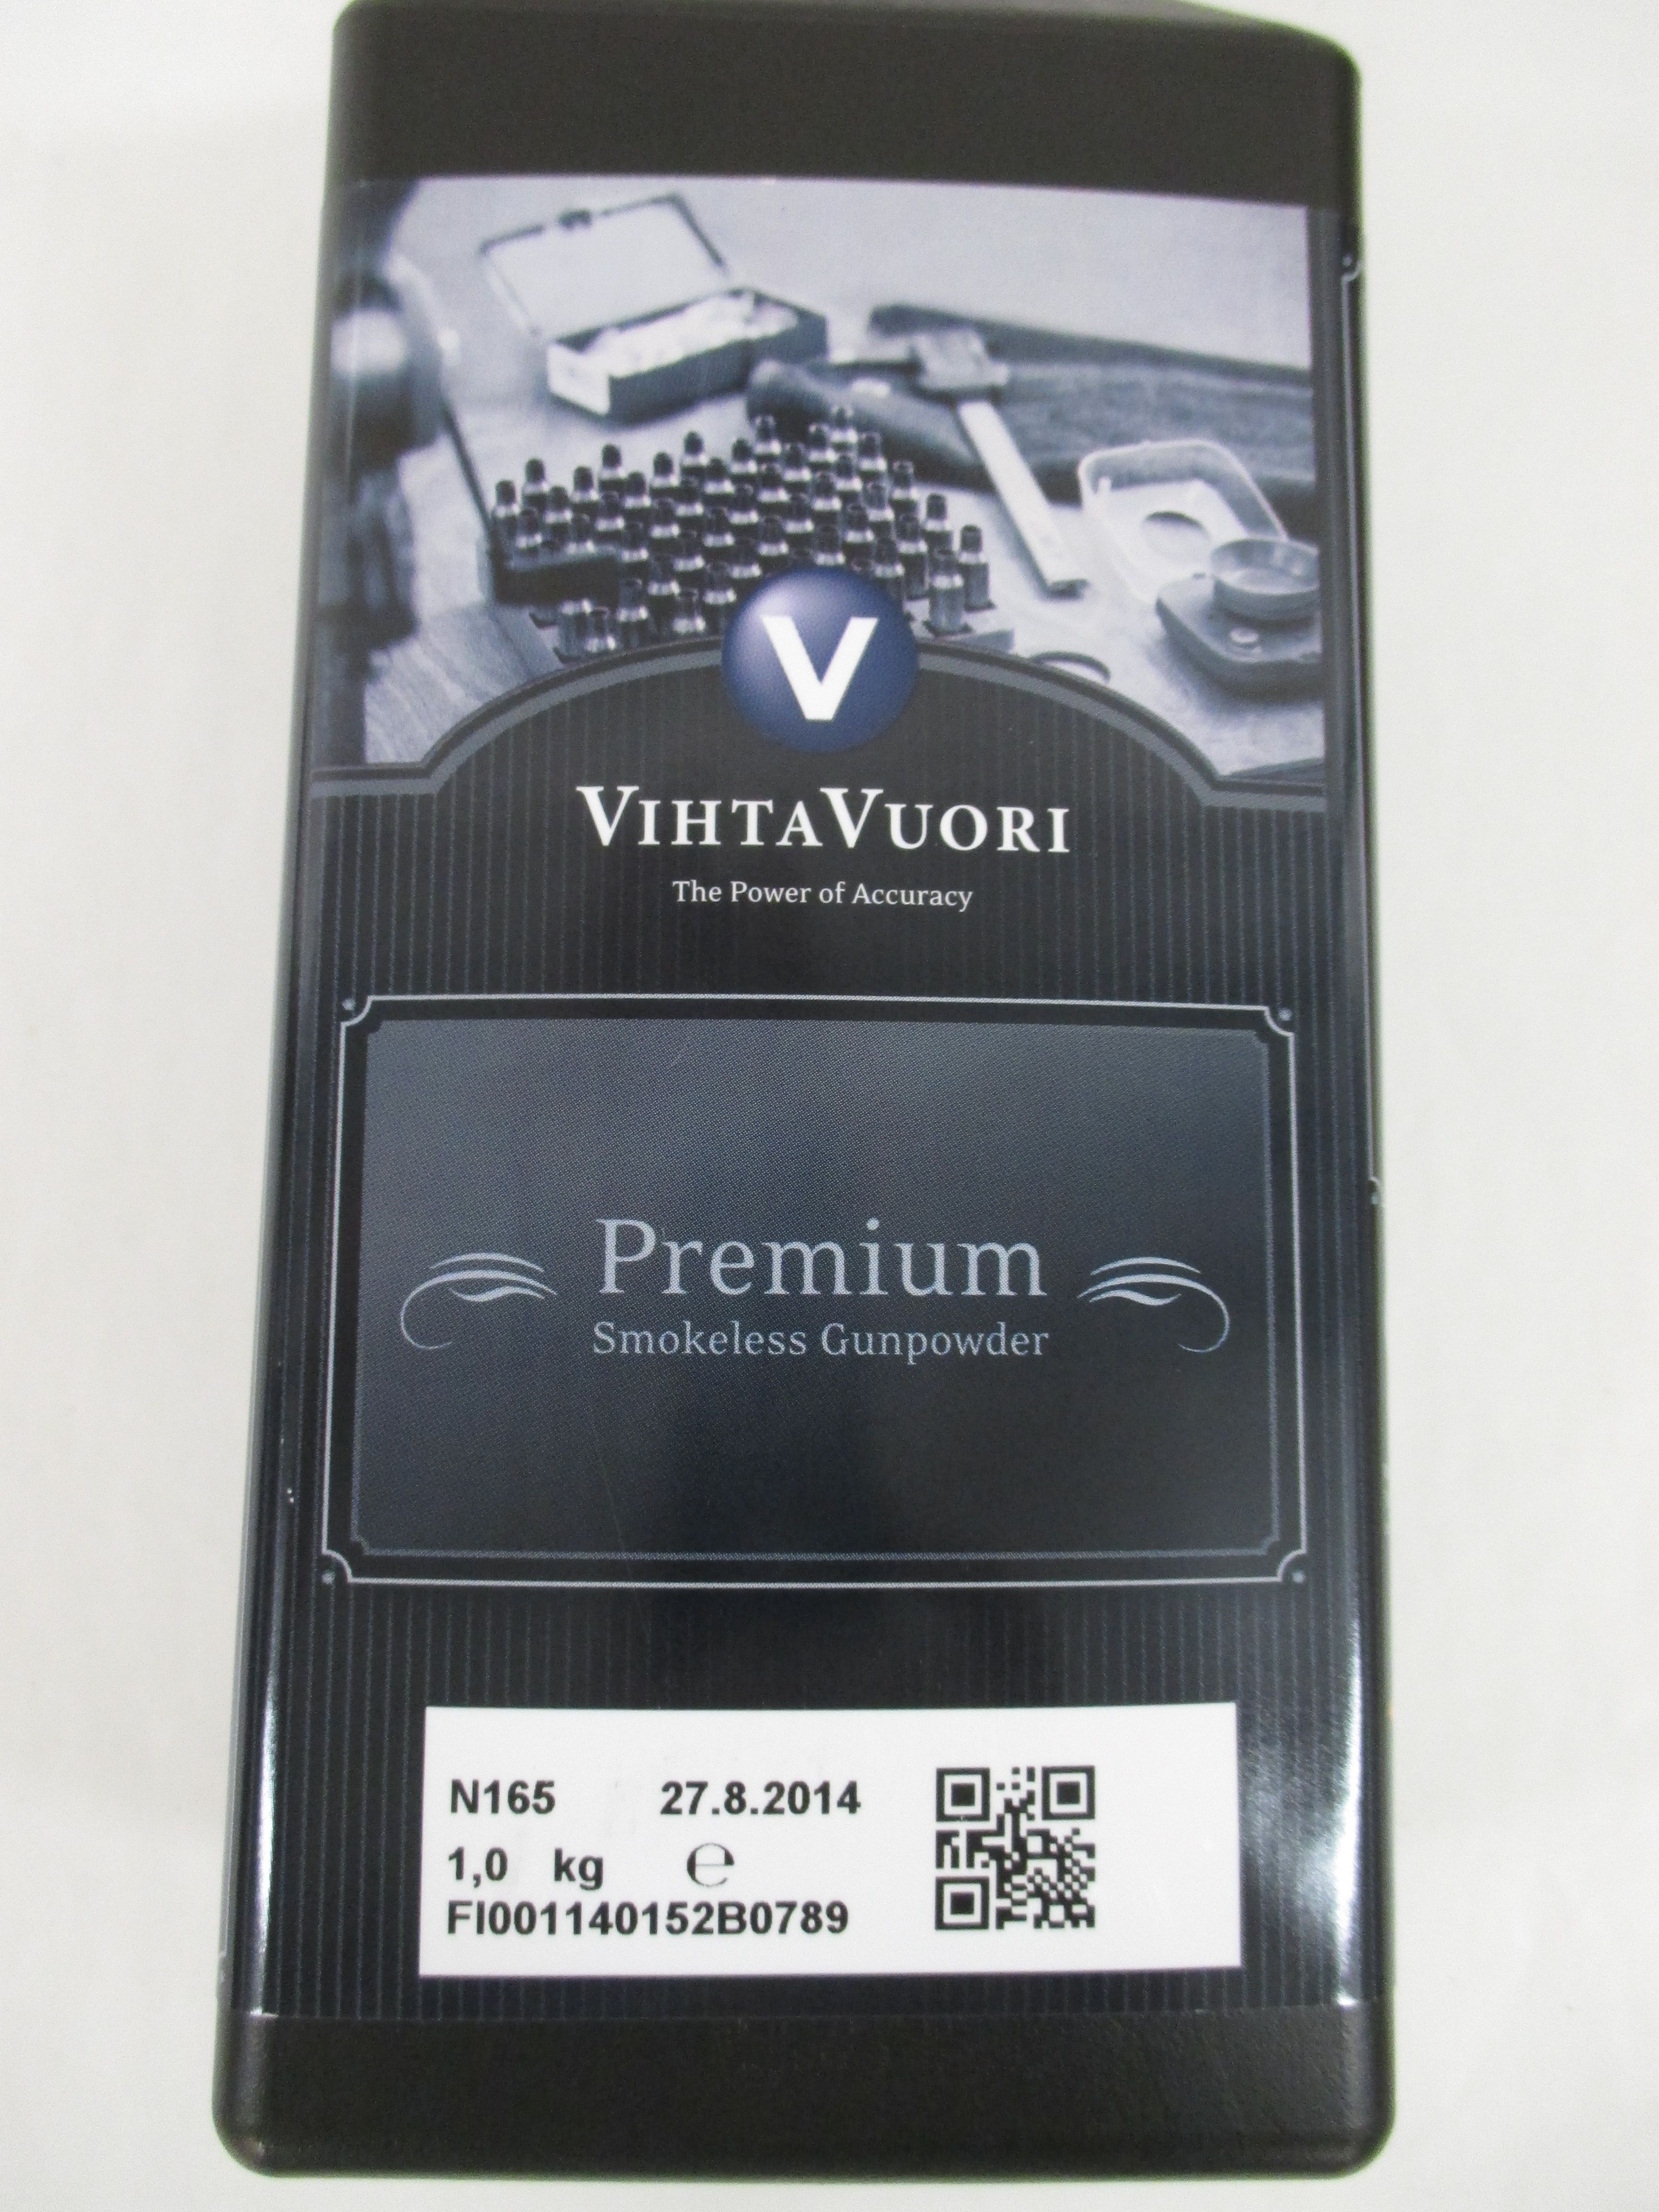 V
VIHTAVUORI
The Power of Accuracy
Premium
Smokeless Gunpowder
N165 27.8.2014
1,0 kg ℮
FI001140152B0789